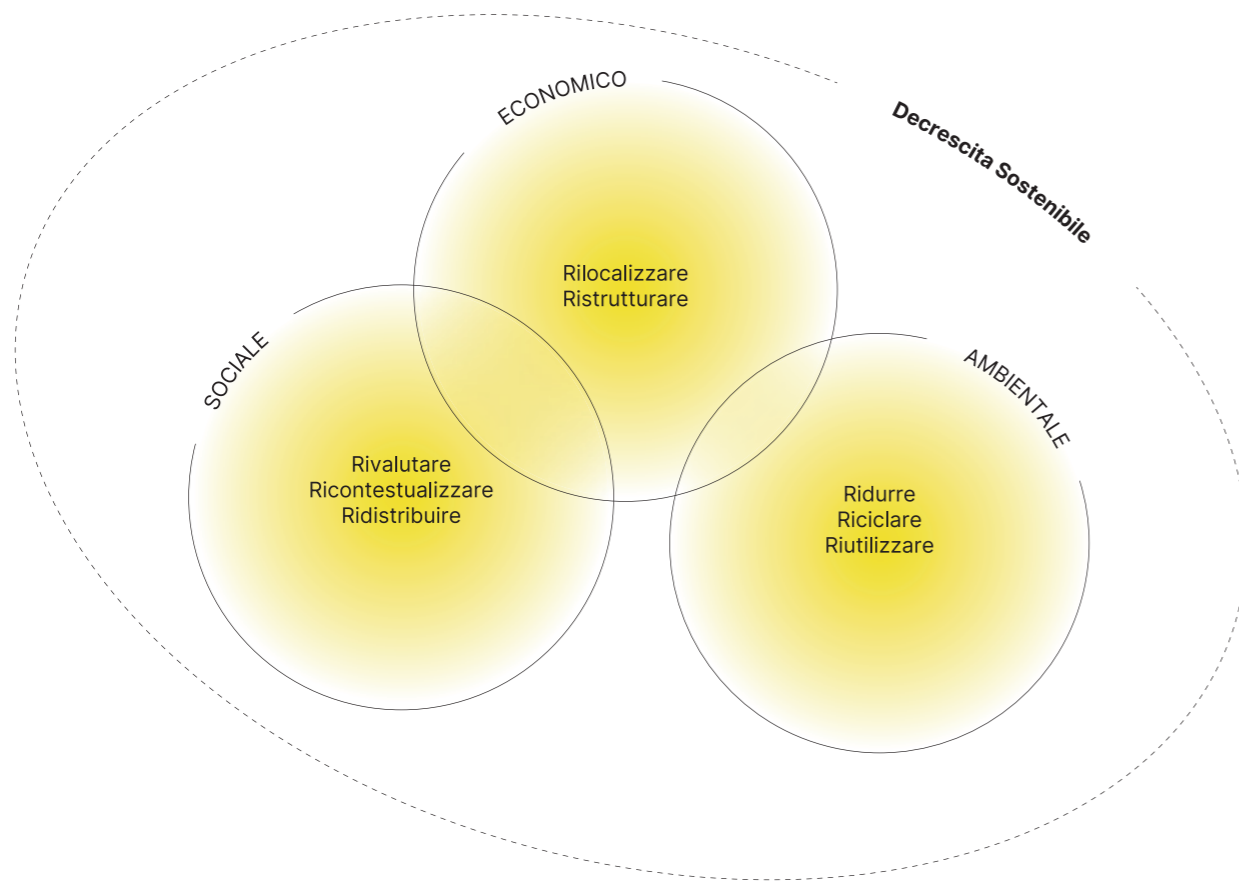 ECONOMICO
Decrescita Sostenibile
Rilocalizzare
Ristrutturare
SOCIALE
AMBIENTALE
Rivalutare
Ricontestualizzare
Ridistribuire
Ridurre
Riciclare
Riutilizzare